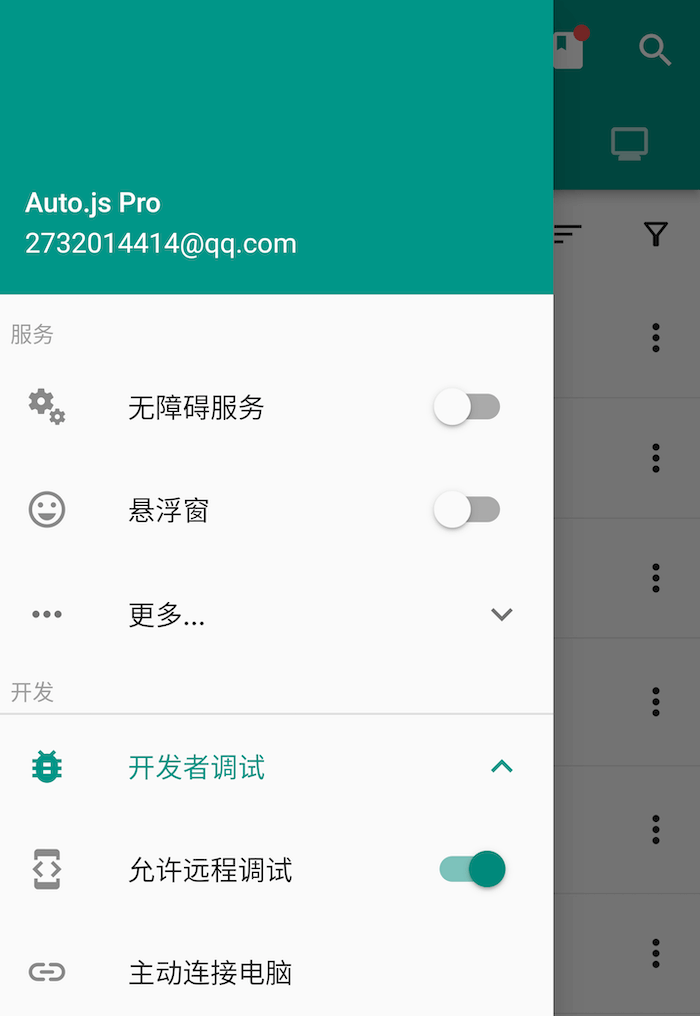 Auto.js Pro
2732014414@qq.com
服务
无障碍服务
悬浮窗
更多...
开发
开发者调试
允许远程调试
主动连接电脑